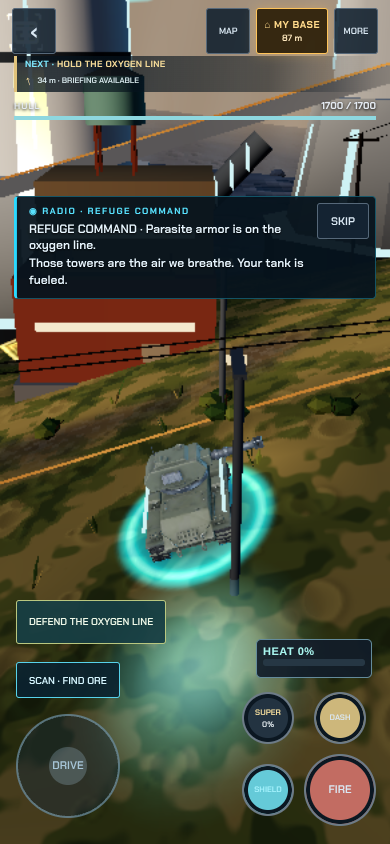 MAP
⌂ MY BASE
87 m
MORE
NEXT · HOLD THE OXYGEN LINE
34 m · BRIEFING AVAILABLE
HULL
1700 / 1700
◉ RADIO · REFUGE COMMAND
REFUGE COMMAND · Parasite armor is on the
oxygen line.
Those towers are the air we breathe. Your tank is
fueled.
SKIP
DEFEND THE OXYGEN LINE
HEAT 0%
SCAN · FIND ORE
SUPER
0%
DASH
DRIVE
SHIELD
FIRE